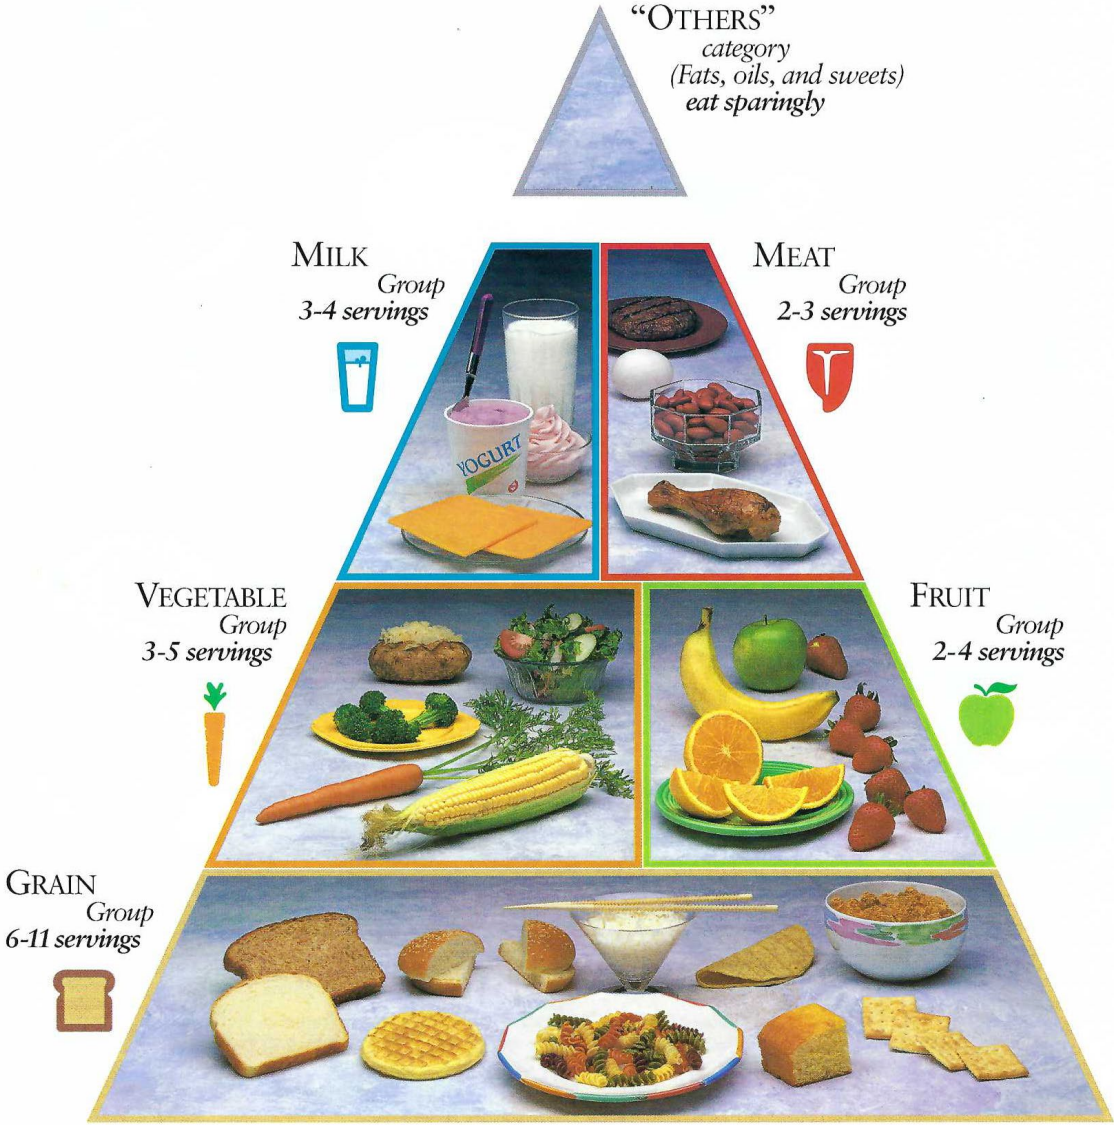 “OTHERS”
category
(Fats, oils, and sweets)
eat sparingly
MILK
Group
3-4 servings
MEAT
Group
2-3 servings
YOGURT
VEGETABLE
Group
3-5 servings
FRUIT
Group
2-4 servings
GRAIN
Group
6-11 servings